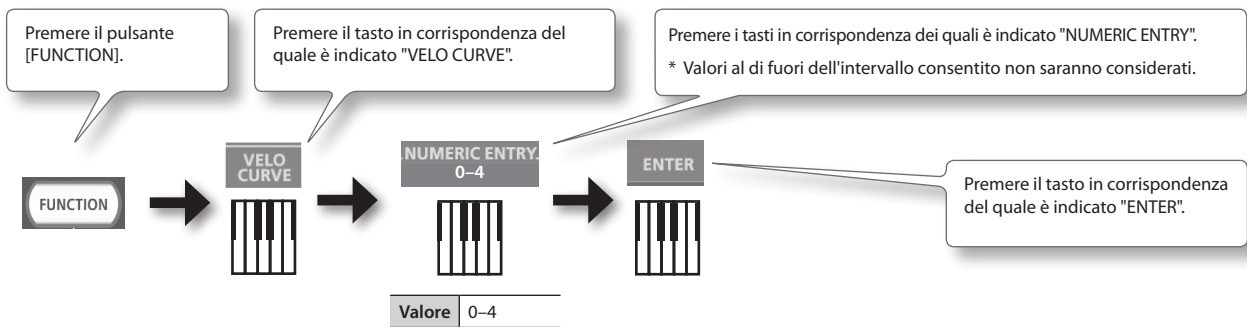 Premere il pulsante
[FUNCTION].
Premere il tasto in corrispondenza del
quale è indicato "VELO CURVE".
Premere i tasti in corrispondenza dei quali è indicato "NUMERIC ENTRY".
* Valori al di fuori dell'intervallo consentito non saranno considerati.
FUNCTION
VELO
CURVE
NUMERIC ENTRY
0–4
ENTER
Premere il tasto in corrispondenza
del quale è indicato "ENTER".
Valore 0–4